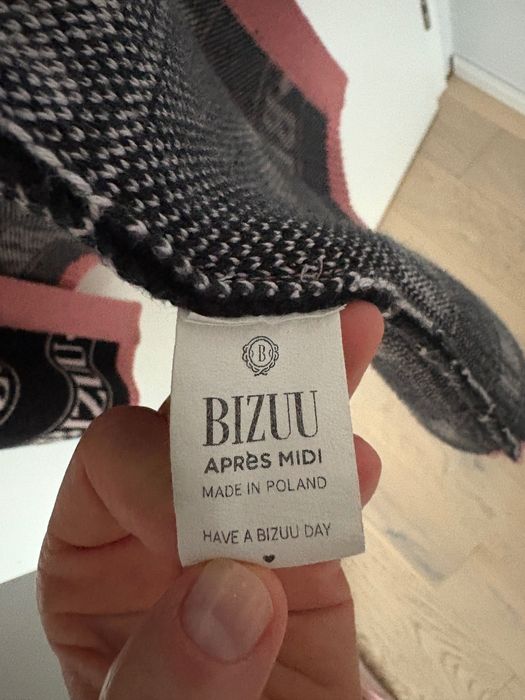 B
BIZUU
APRèS MIDI
MADE IN POLAND
HAVE A BIZUU DAY